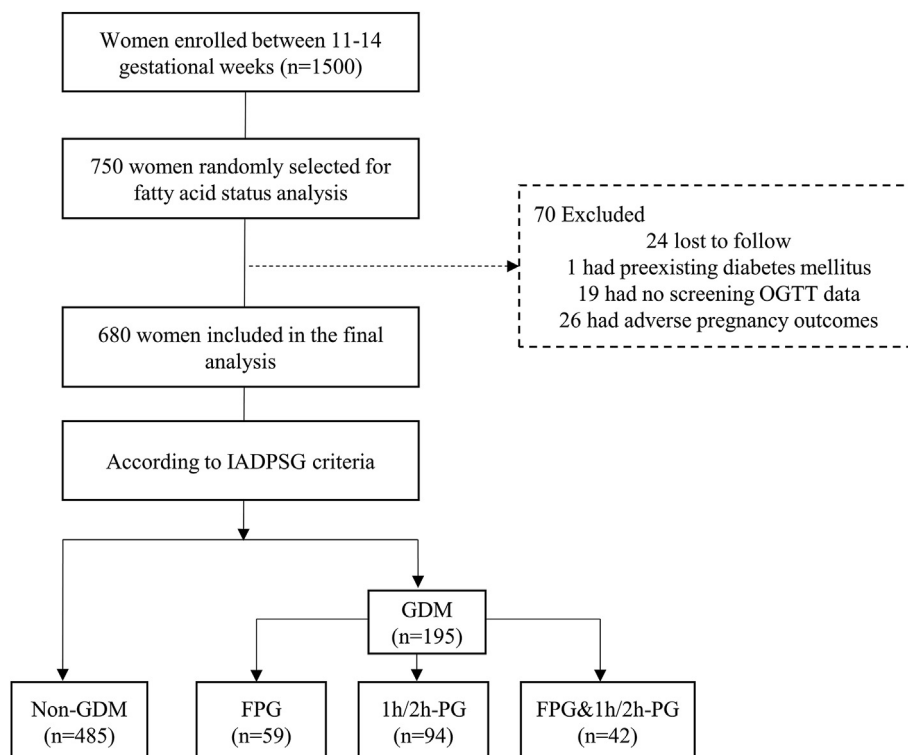 Women enrolled between 11-14
gestational weeks (n=1500)
750 women randomly selected for
fatty acid status analysis
70 Excluded
24 lost to follow
1 had preexisting diabetes mellitus
19 had no screening OGTT data
26 had adverse pregnancy outcomes
680 women included in the final
analysis
According to IADPSG criteria
GDM
(n=195)
Non-GDM
(n=485)
FPG
(n=59)
1h/2h-PG
(n=94)
FPG&1h/2h-PG
(n=42)